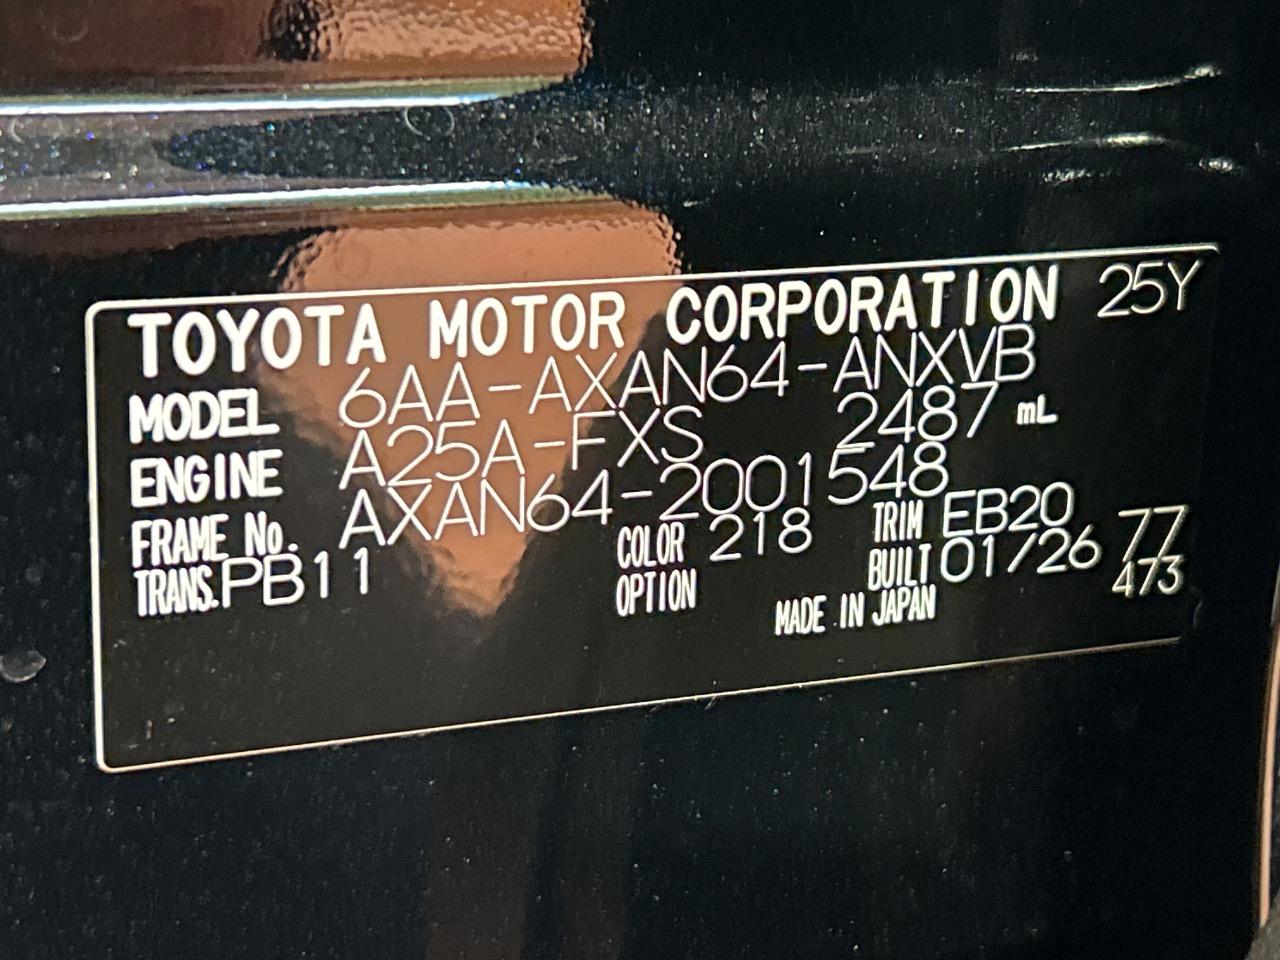 TOYOTA MOTOR CORPORATION 25Y
MODEL 6AA-AXAN64-ANXVB
ENGINE A25A-FXS 2487 mL
FRAME No. AXAN64-2001548
COLOR 218 TRIM EB20 77
TRANS. PB11 OPTION BUILT 01/26 473
MADE IN JAPAN